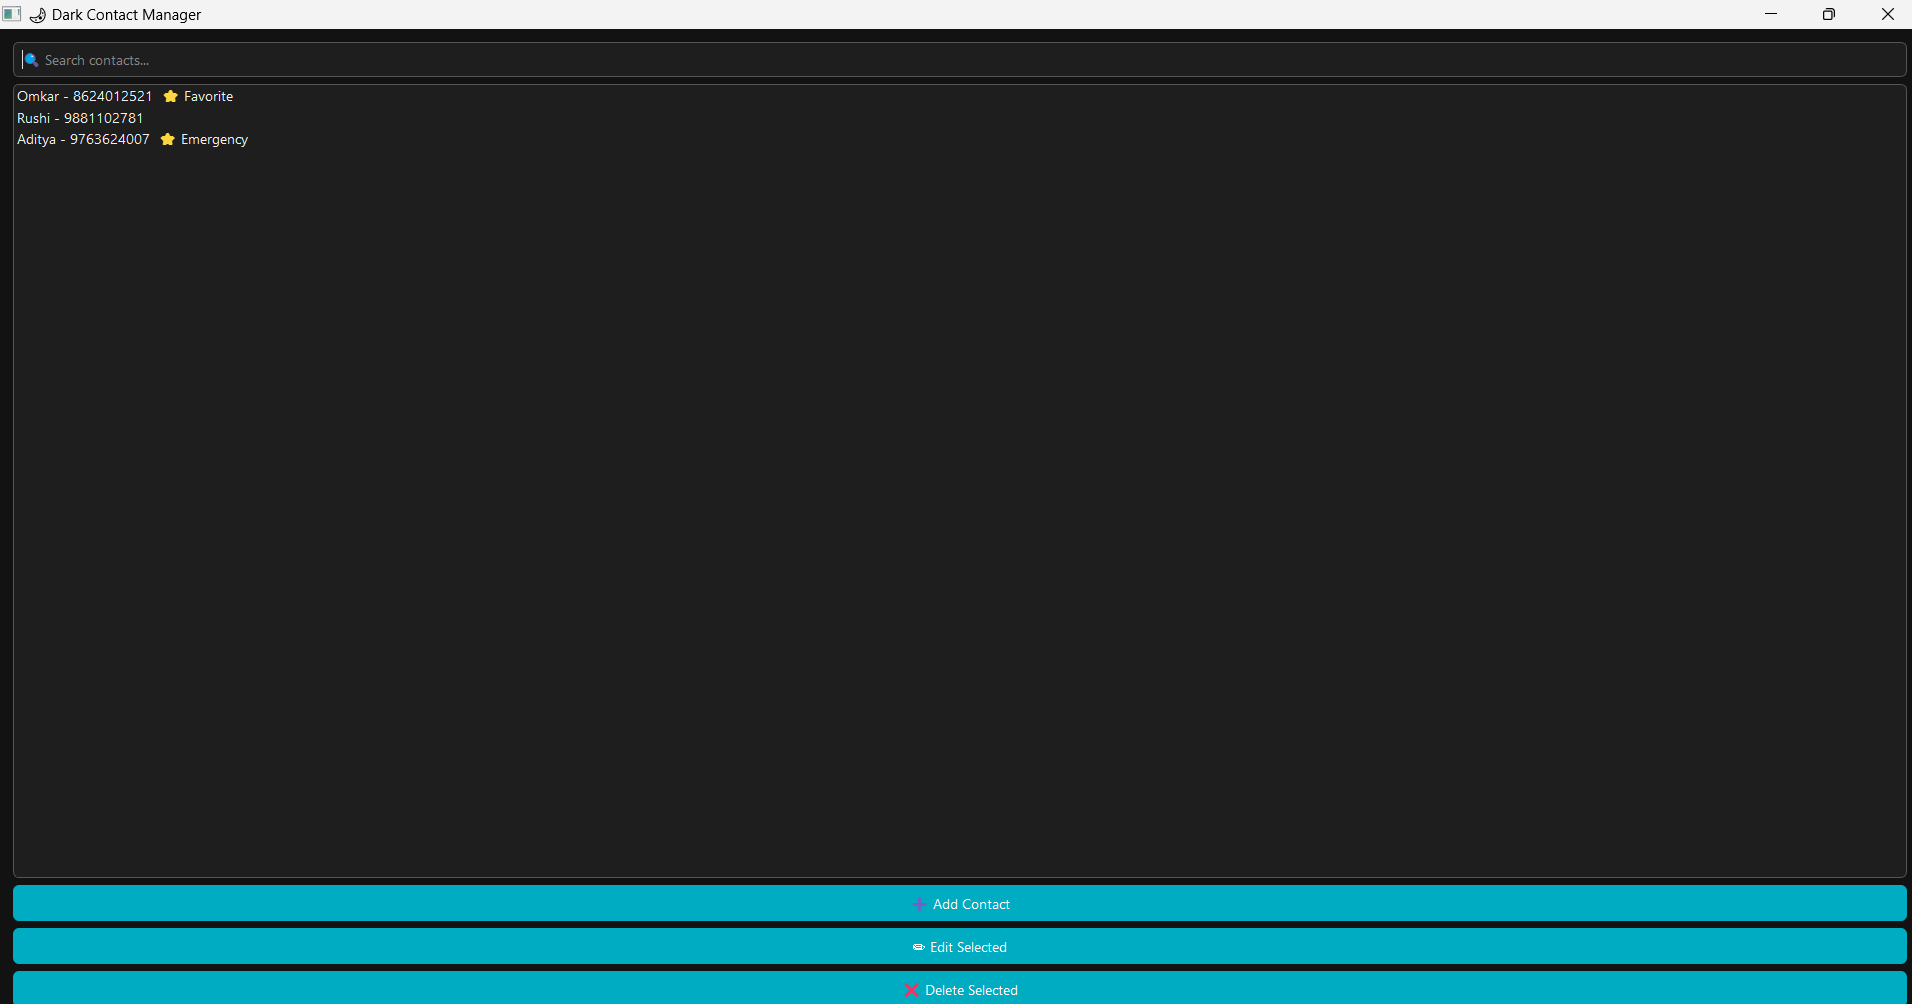 Dark Contact Manager
Search contacts...
Omkar - 8624012521 ⭐ Favorite
Rushi - 9881102781
Aditya - 9763624007 ⭐ Emergency
➕ Add Contact
✏ Edit Selected
❌ Delete Selected